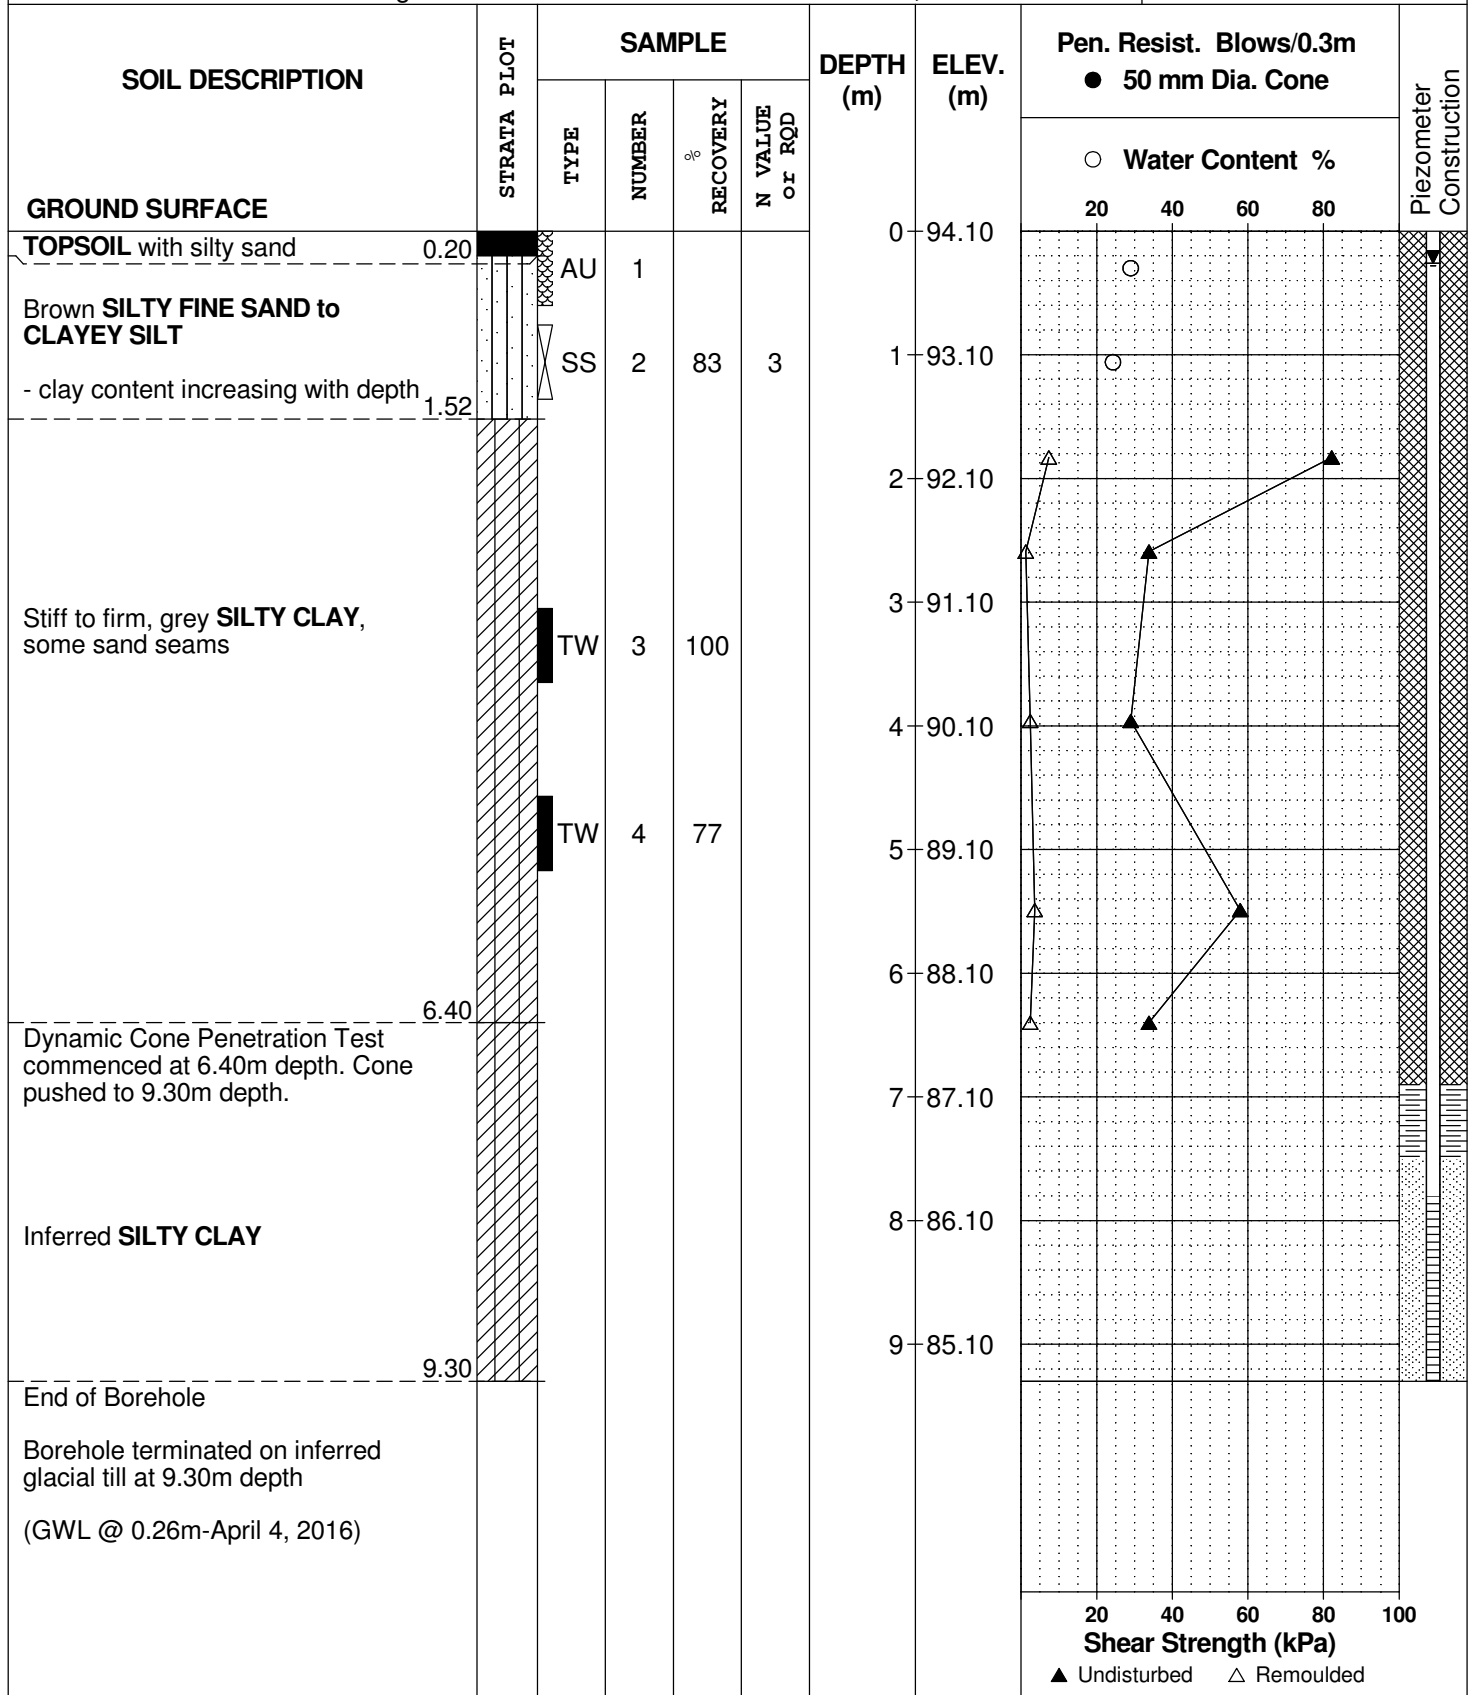 SOIL DESCRIPTION
GROUND SURFACE
STRATA PLOT
SAMPLE
TYPE
NUMBER
% RECOVERY
N VALUE or RQD
DEPTH (m)
ELEV. (m)
Pen. Resist. Blows/0.3m
● 50 mm Dia. Cone
○ Water Content %
20 40 60 80
Piezometer Construction
TOPSOIL with silty sand 0.20
0 94.10
AU 1
Brown SILTY FINE SAND to
CLAYEY SILT
1 93.10
SS 2 83 3
- clay content increasing with depth
1.52
2 92.10
3 91.10
Stiff to firm, grey SILTY CLAY,
some sand seams
TW 3 100
4 90.10
TW 4 77
5 89.10
6 88.10
6.40
Dynamic Cone Penetration Test
commenced at 6.40m depth. Cone
pushed to 9.30m depth.
7 87.10
8 86.10
Inferred SILTY CLAY
9 85.10
9.30
End of Borehole
Borehole terminated on inferred
glacial till at 9.30m depth
(GWL @ 0.26m-April 4, 2016)
20 40 60 80 100
Shear Strength (kPa)
▲ Undisturbed △ Remoulded